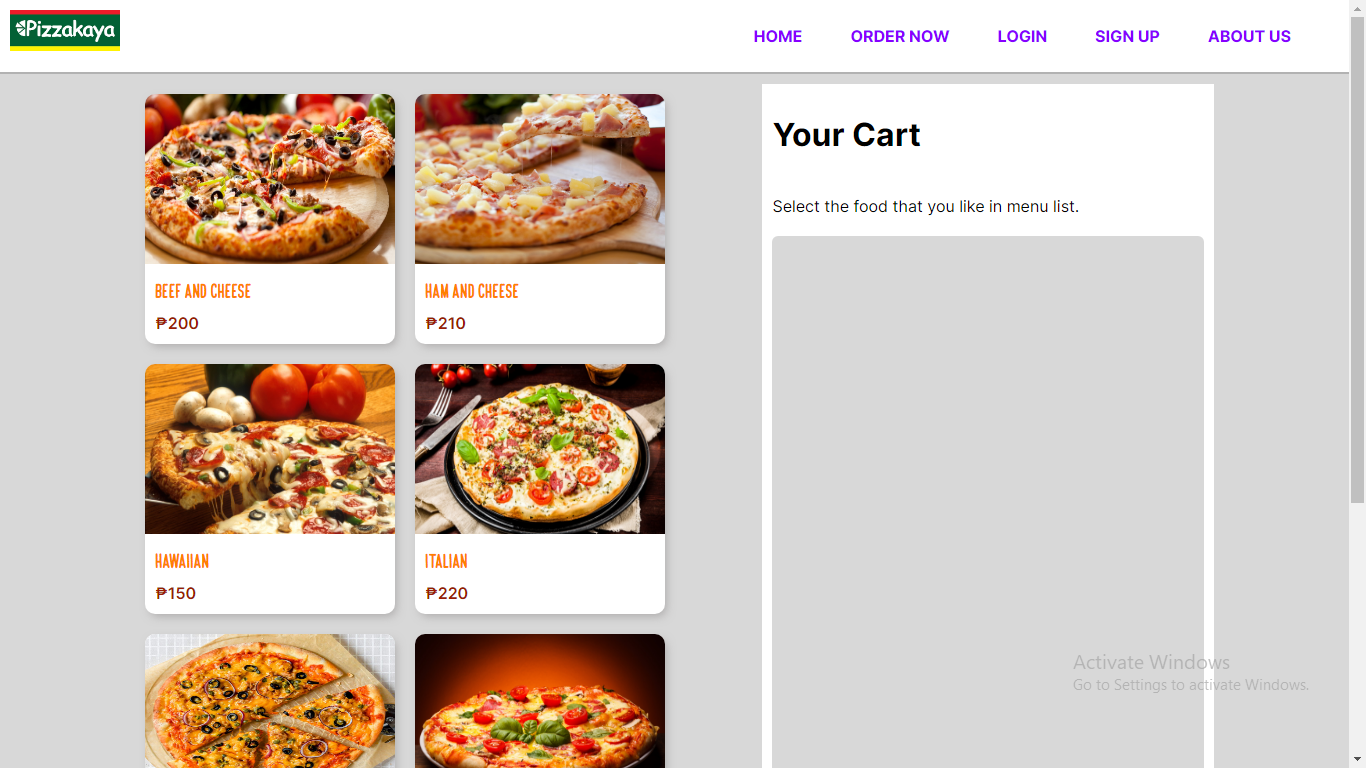 Pizzakaya
HOME ORDER NOW LOGIN SIGN UP ABOUT US
BEEF AND CHEESE
₱200
HAM AND CHEESE
₱210
HAWAIIAN
₱150
ITALIAN
₱220
Your Cart
Select the food that you like in menu list.
Activate Windows
Go to Settings to activate Windows.